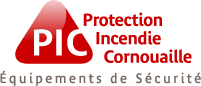 PIC
Protection
Incendie
Cornouaille
Équipements de Sécurité